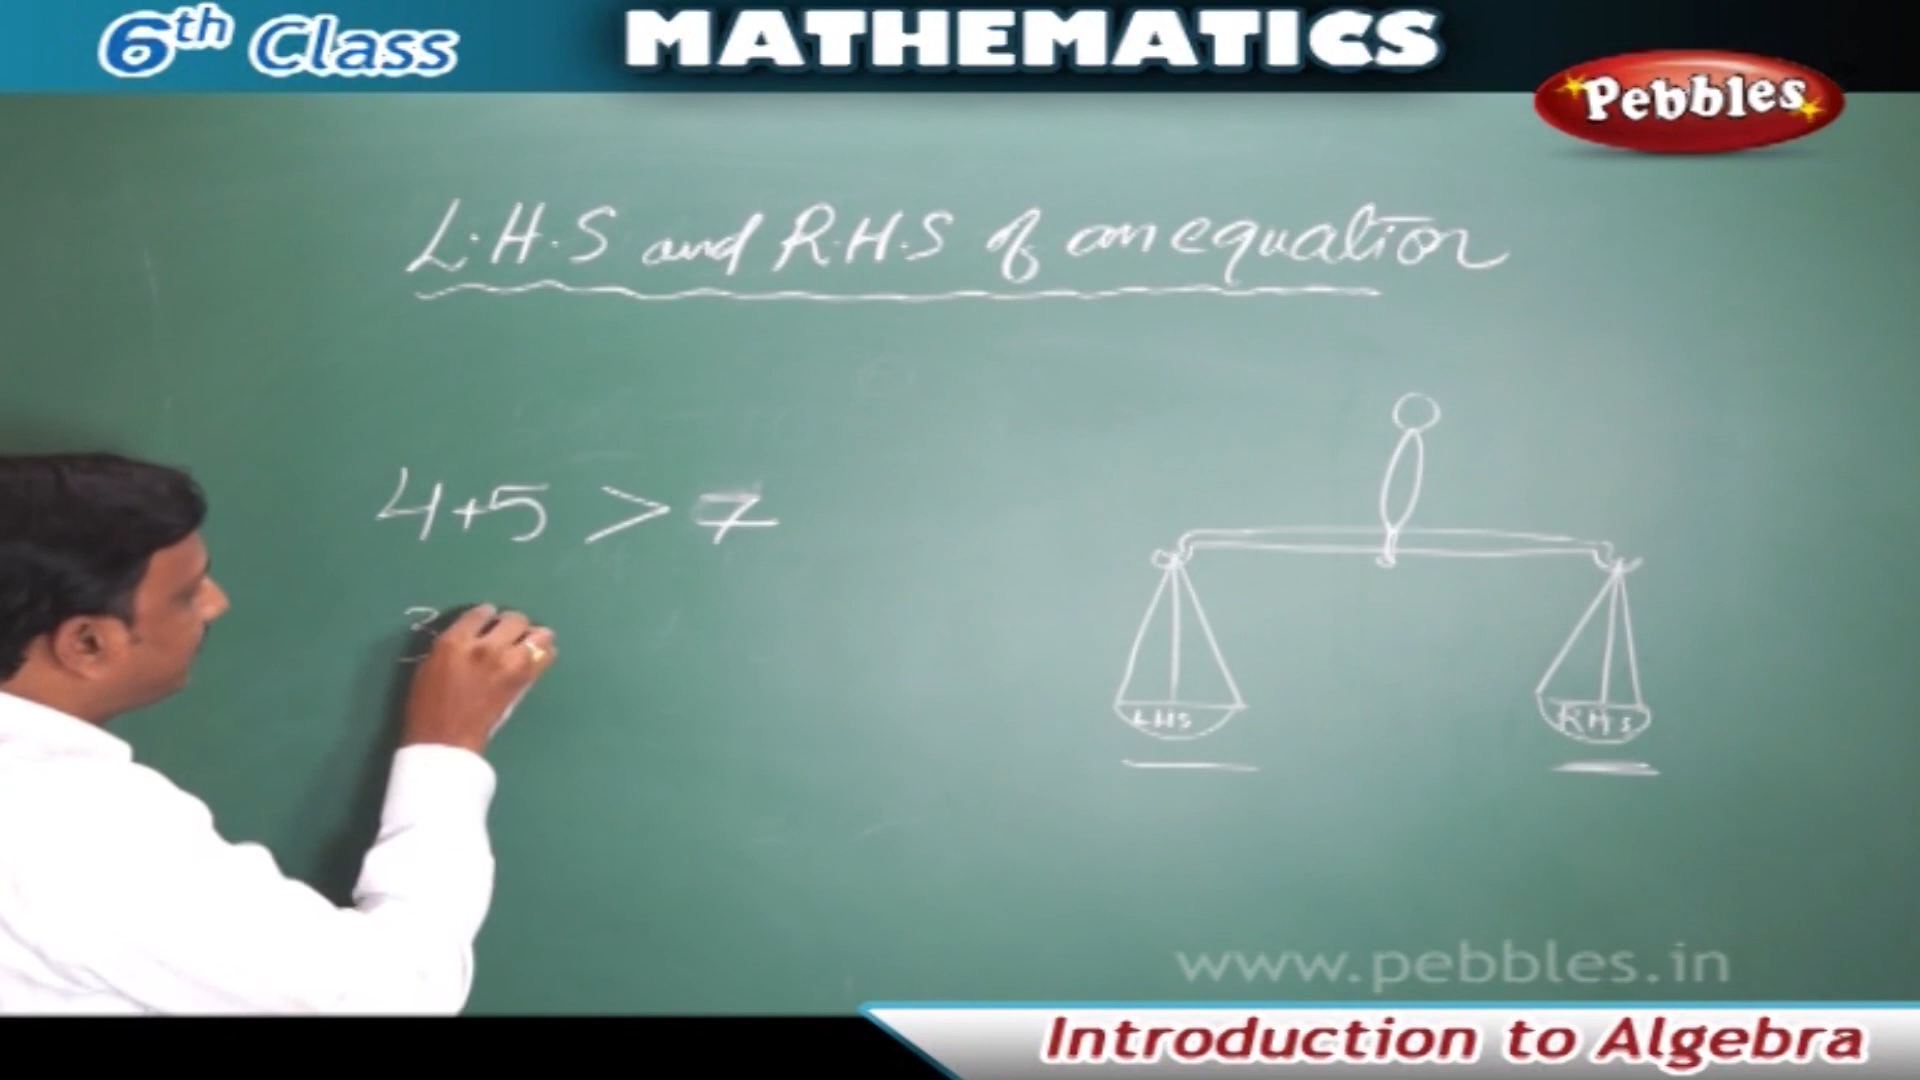 6th Class
MATHEMATICS
Pebbles
L.H.S and R.H.S of an equation
4+5 > 7
3
LHS
RHS
www.pebbles.in
Introduction to Algebra